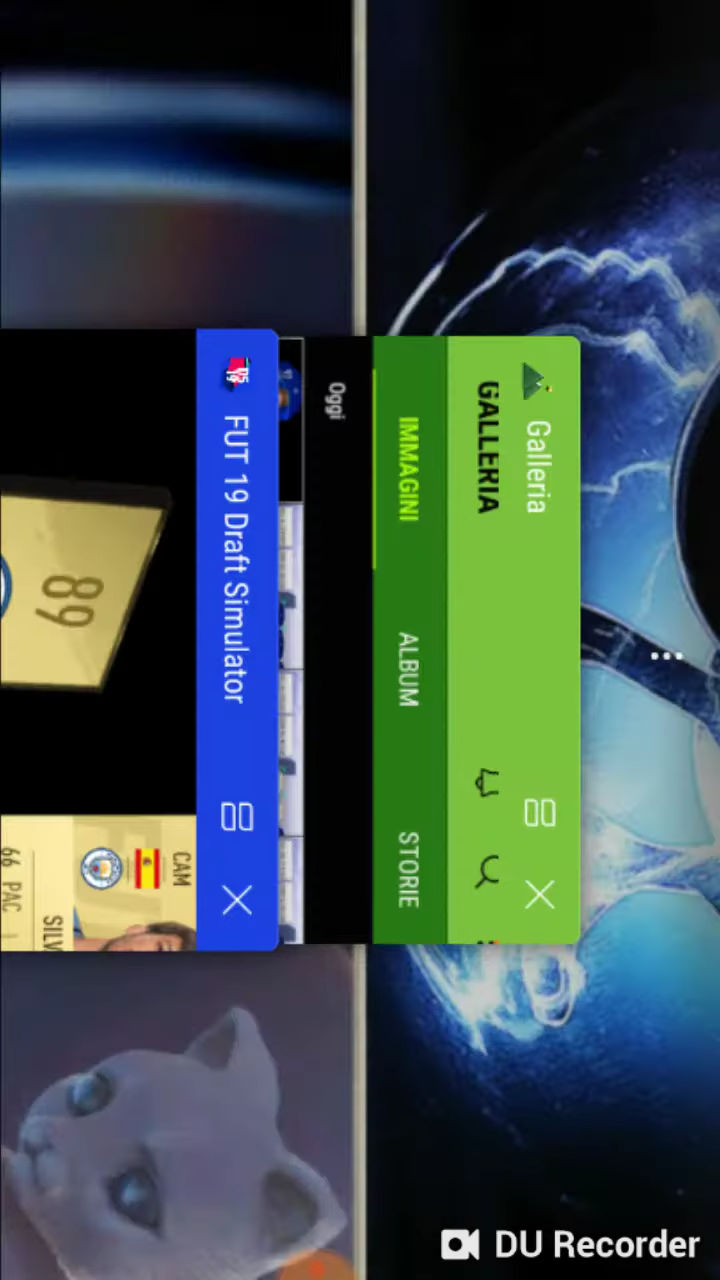 Galleria
GALLERIA
IMMAGINI ALBUM STORIE
Oggi
FUT 19 Draft Simulator
89
CAM
66 PAC
DU Recorder